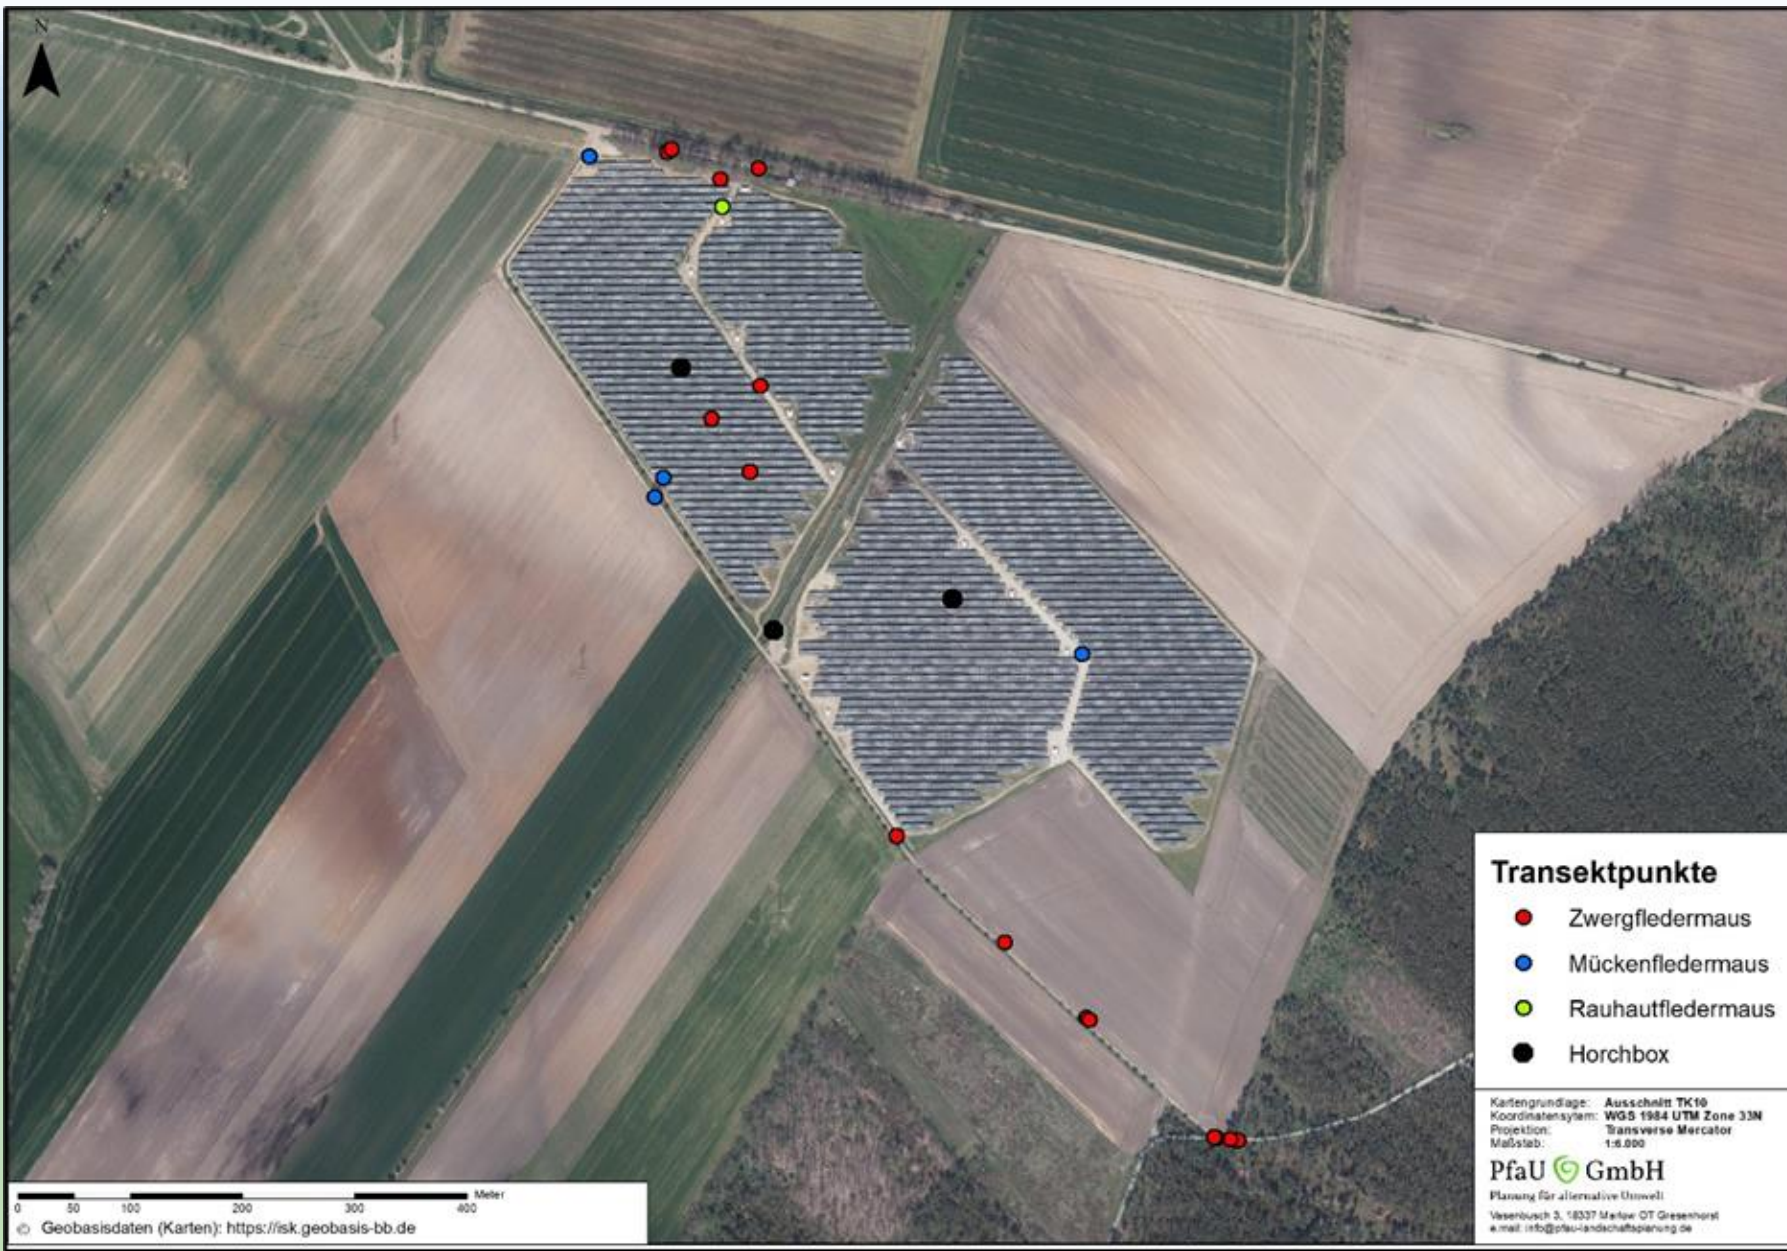 N
Transektpunkte
Zwergfledermaus
Mückenfledermaus
Rauhautfledermaus
Horchbox
Kartengrundlage: Ausschnitt TK10
Koordinatensytem: WGS 1984 UTM Zone 33N
Projektion: Transverse Mercator
Maßstab: 1:6.000
PfaU GmbH
Planung für alternative Umwelt
Vasenbusch 3, 18337 Marlow OT Gresenhorst
e.mail: info@pfau-landschaftsplanung.de
Meter
0 50 100 200 300 400
© Geobasisdaten (Karten): https://isk.geobasis-bb.de